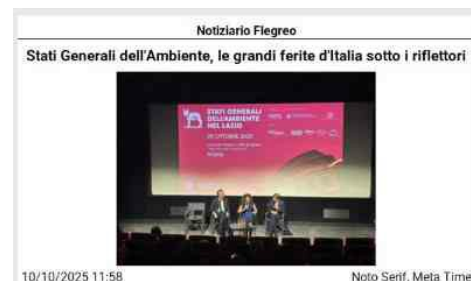 Notiziario Flegreo
Stati Generali dell'Ambiente, le grandi ferite d'Italia sotto i riflettori
STATI GENERALI
DELL'AMBIENTE
NEL LAZIO
10/10/2025 11:58
Noto Serif, Meta Time